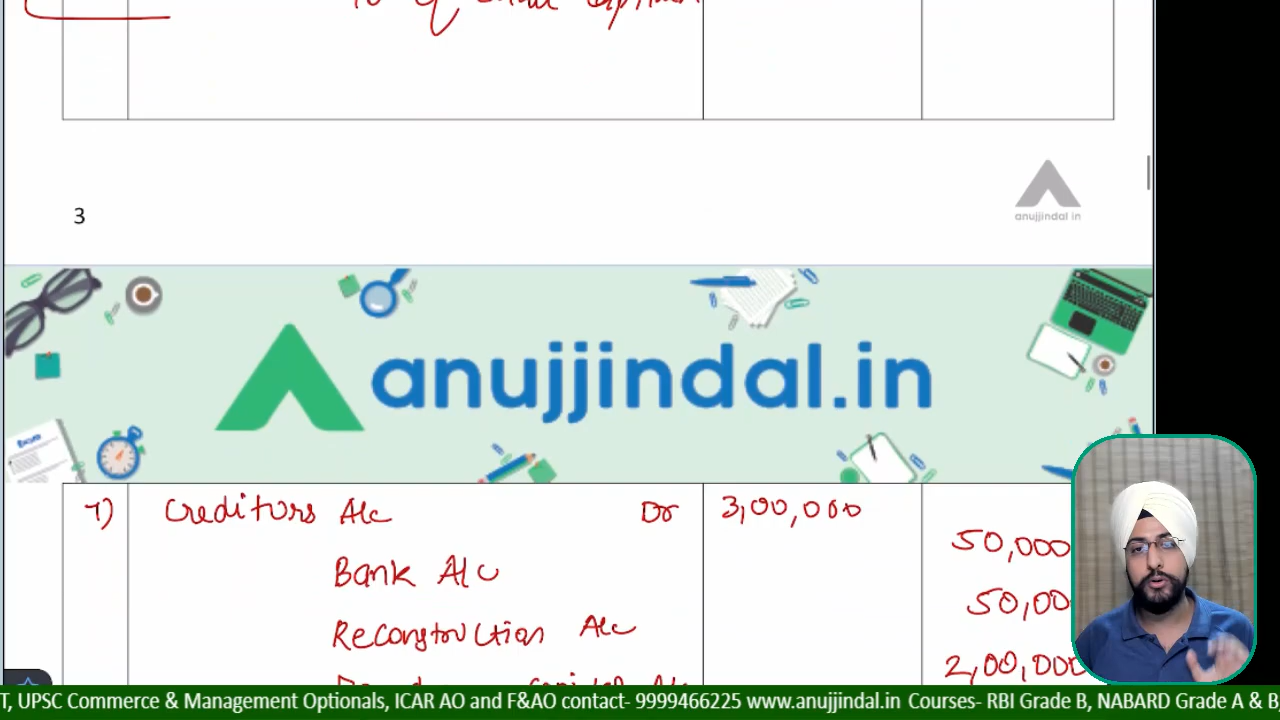 3
anujjindal.in
anujjindal.in
7) Creditors A/c Dr 3,00,000
Bank A/c 50,000
Reconstruction A/c 50,00
capital A/c 2,00,000
T, UPSC Commerce & Management Optionals, ICAR AO and F&AO contact- 9999466225 www.anujjindal.in Courses- RBI Grade B, NABARD Grade A & B,